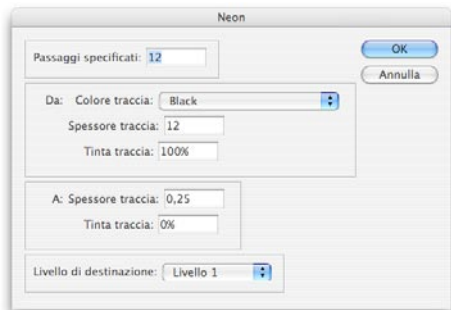 Neon
Passaggi specificati: 12
OK
Annulla
Da: Colore traccia: Black
Spessore traccia: 12
Tinta traccia: 100%
A: Spessore traccia: 0,25
Tinta traccia: 0%
Livello di destinazione: Livello 1